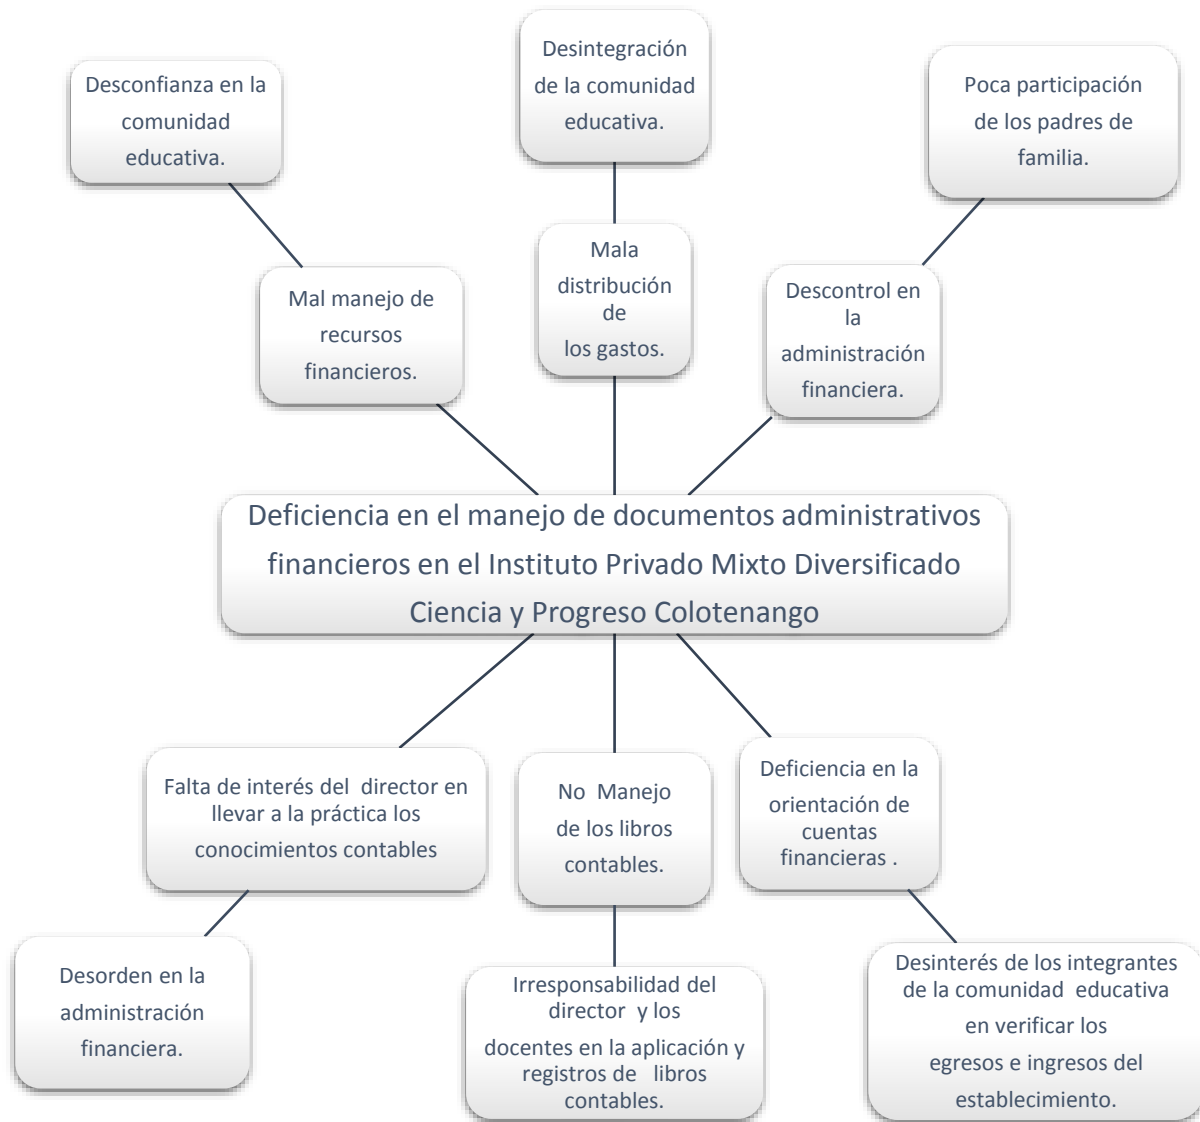 Desintegración
de la comunidad
educativa.
Desconfianza en la
comunidad
educativa.
Poca participación
de los padres de
familia.
Mala
distribución
de
los gastos.
Mal manejo de
recursos
financieros.
Descontrol en
la
administración
financiera.
Deficiencia en el manejo de documentos administrativos
financieros en el Instituto Privado Mixto Diversificado
Ciencia y Progreso Colotenango
Falta de interés del director en
llevar a la práctica los
conocimientos contables
No Manejo
de los libros
contables.
Deficiencia en la
orientación de
cuentas
financieras .
Desorden en la
administración
financiera.
Irresponsabilidad del
director y los
docentes en la aplicación y
registros de libros
contables.
Desinterés de los integrantes
de la comunidad educativa
en verificar los
egresos e ingresos del
establecimiento.